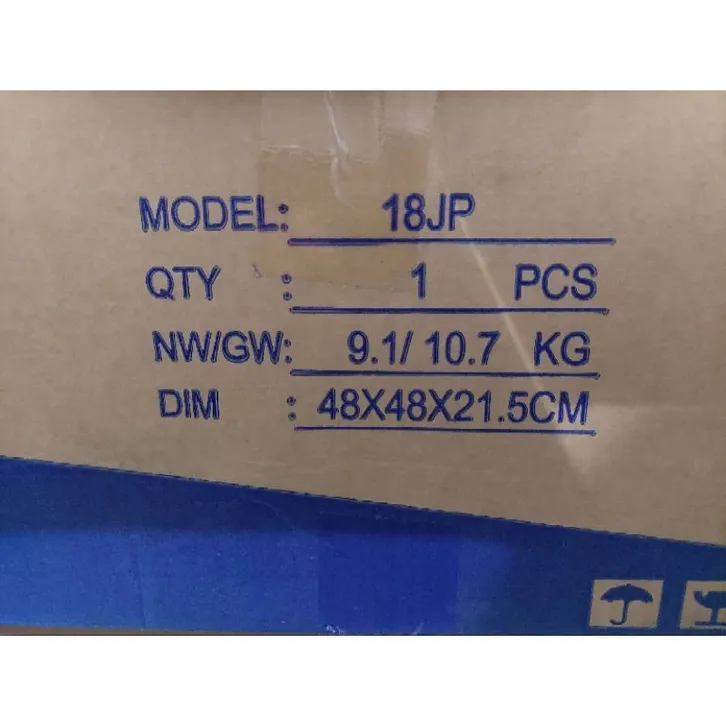 MODEL: 18JP
QTY : 1 PCS
NW/GW: 9.1/ 10.7 KG
DIM : 48X48X21.5CM